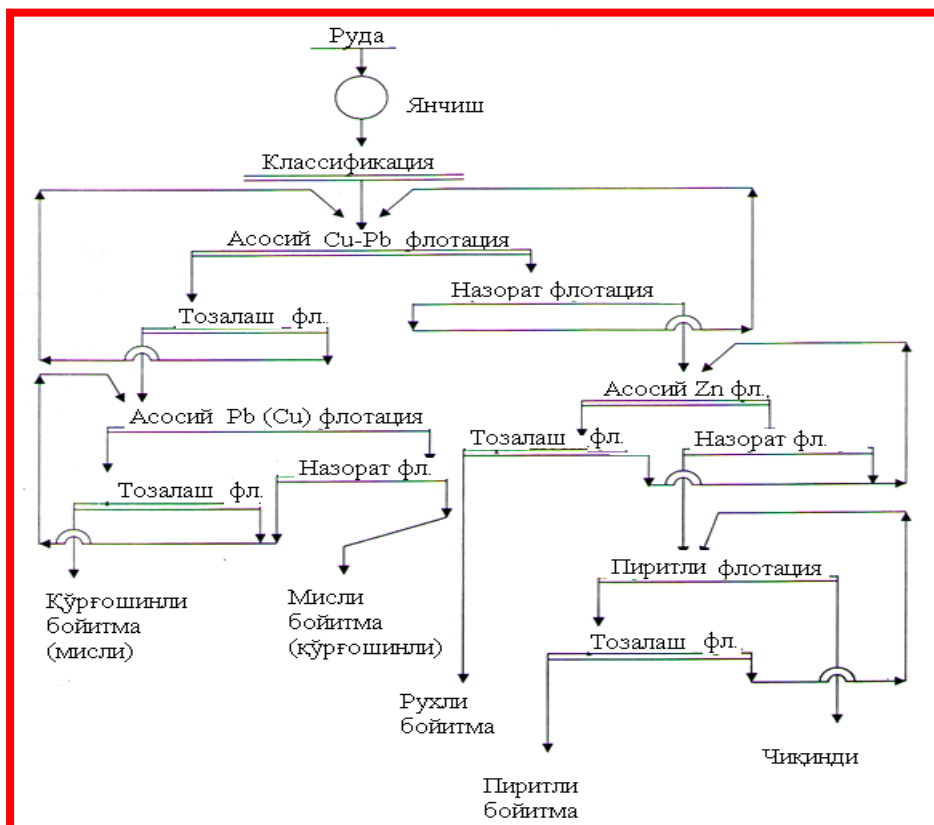 Руда
Янчиш
Классификация
Асосий Cu-Pb флотация
Назорат флотация
Тозалаш фл.
Асосий Zn фл.
Асосий Pb (Cu) флотация
Тозалаш фл.
Назорат фл.
Назорат фл.
Тозалаш фл.
Пиритли флотация
Қўрғошинли
бойитма
(мисли)
Мисли
бойитма
(қўрғошинли)
Тозалаш фл.
Рухли
бойитма
Чиқинди
Пиритли
бойитма